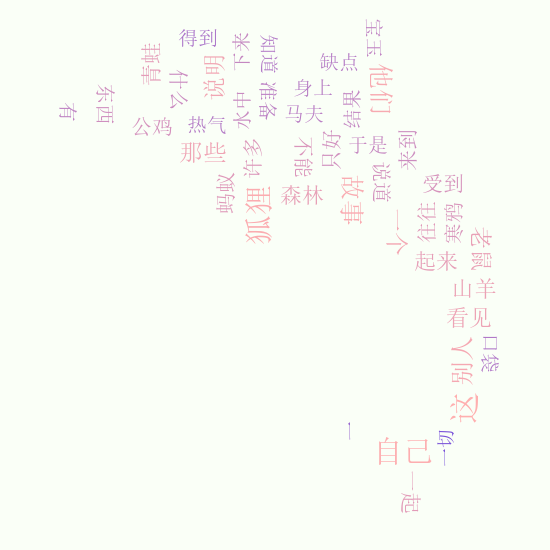 宝玉
得到
下来
知道
青蛙
什么
说明
缺点
他们
身上
东西
有
水中
准备
马夫
结果
公鸡
热气
那些
许多
不能
只好
于是
来到
蚂蚁
狐狸
森林
故事
说道
受到
一个
往往
寒鸦
老鼠
起来
山羊
看见
别人
口袋
这
一
自己
一切
一起